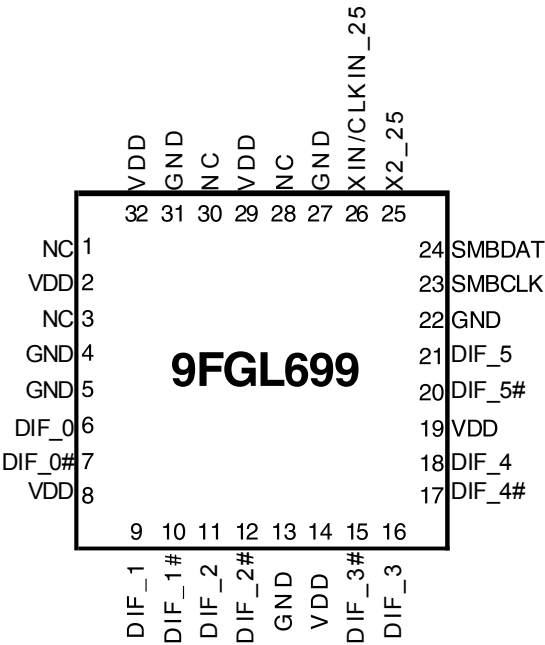 VDD
GND
NC
VDD
NC
GND
XIN/CLKIN_25
X2_25
32 31 30 29 28 27 26 25
NC 1
VDD 2
NC 3
GND 4
GND 5
DIF_0 6
DIF_0# 7
VDD 8
9FGL699
24 SMBDAT
23 SMBCLK
22 GND
21 DIF_5
20 DIF_5#
19 VDD
18 DIF_4
17 DIF_4#
9 10 11 12 13 14 15 16
DIF_1
DIF_1#
DIF_2
DIF_2#
GND
VDD
DIF_3#
DIF_3